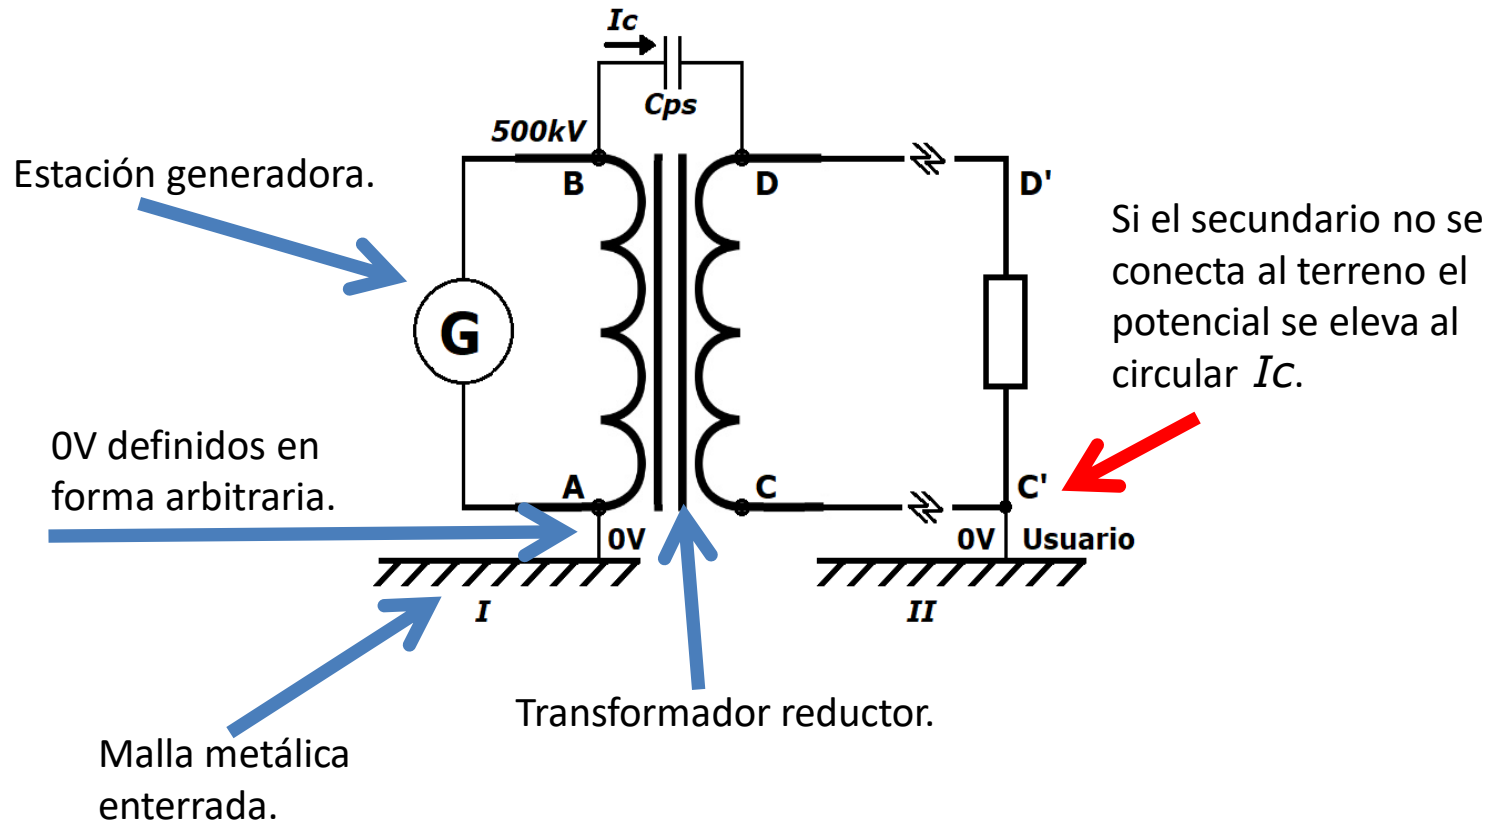 Ic
Cps
500kV
Estación generadora.
B
D
D'
Si el secundario no se
conecta al terreno el
potencial se eleva al
circular Ic.
G
0V definidos en
forma arbitraria.
A
C
C'
0V
0V Usuario
I
II
Transformador reductor.
Malla metálica
enterrada.